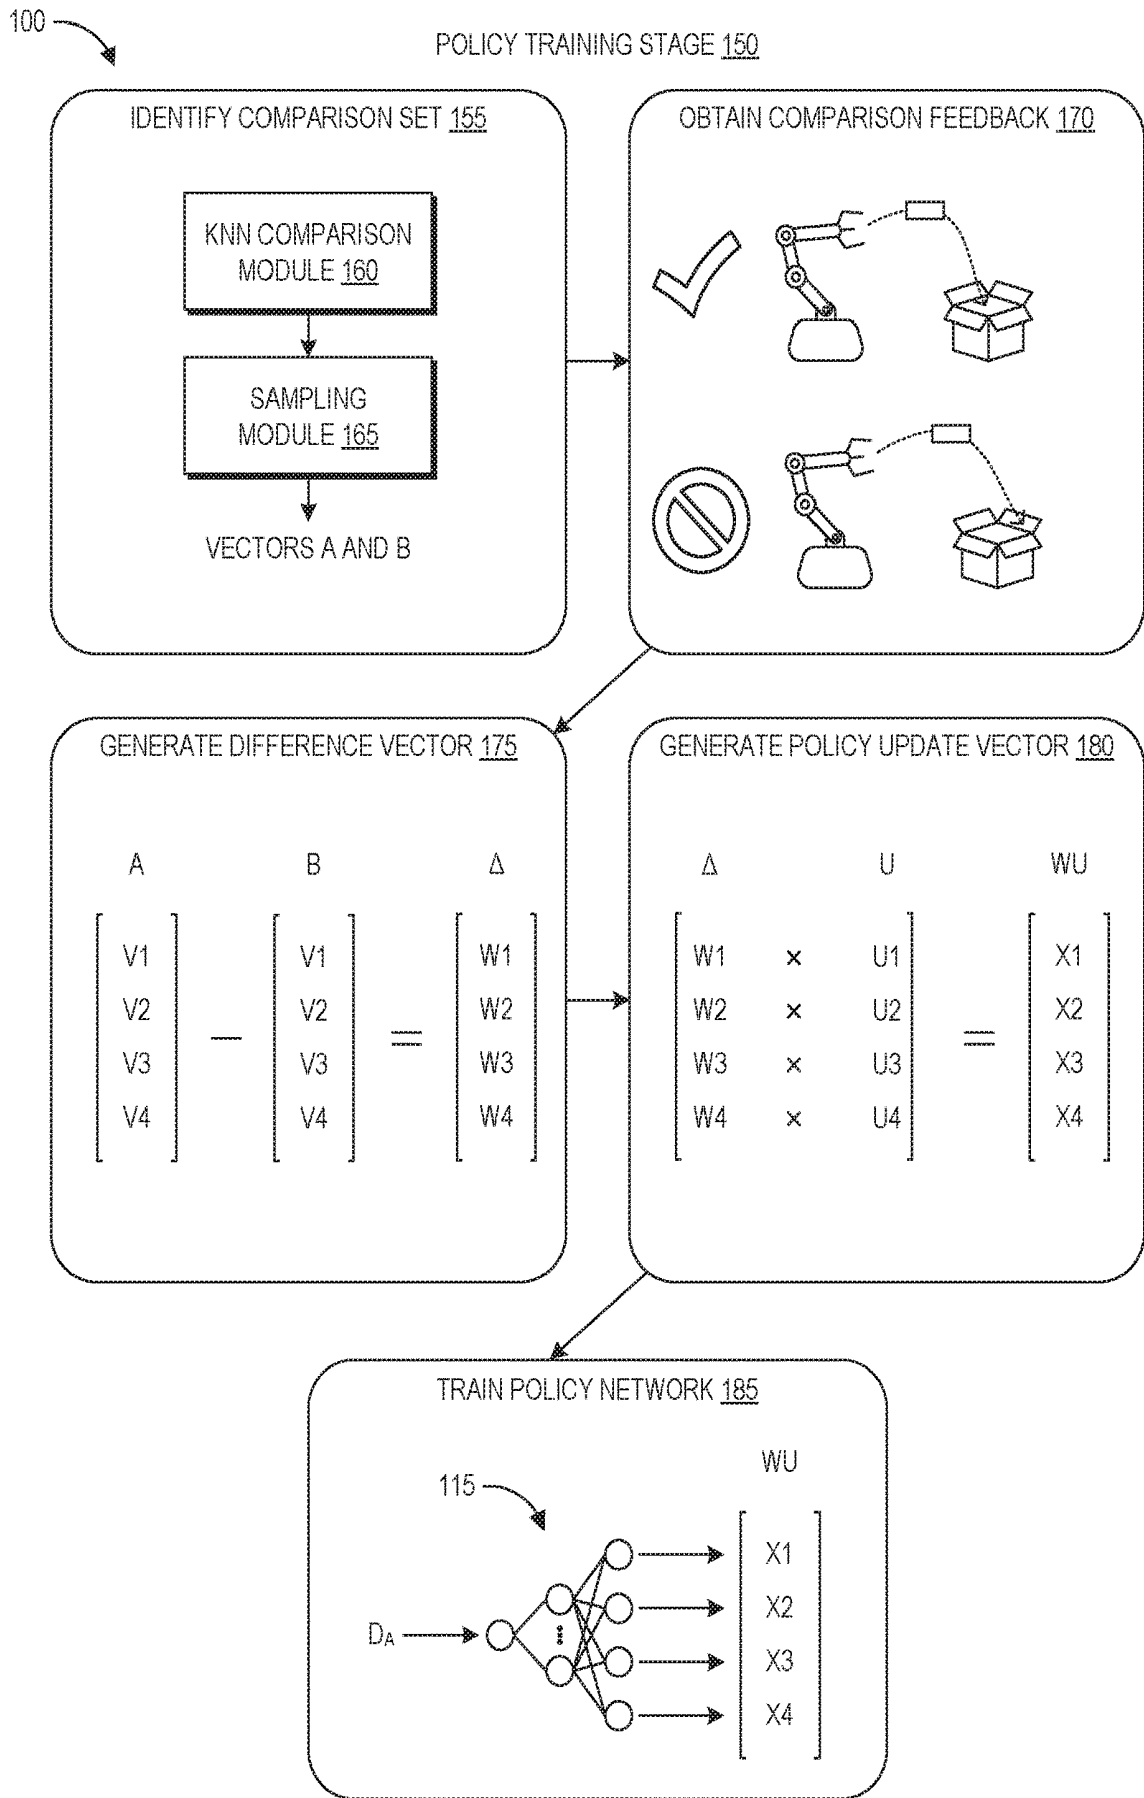 100
POLICY TRAINING STAGE 150
IDENTIFY COMPARISON SET 155
KNN COMPARISON
MODULE 160
SAMPLING
MODULE 165
VECTORS A AND B
OBTAIN COMPARISON FEEDBACK 170
GENERATE DIFFERENCE VECTOR 175
A B Δ
V1 V1 W1
V2 V2 W2
− =
V3 V3 W3
V4 V4 W4
GENERATE POLICY UPDATE VECTOR 180
Δ U WU
W1 × U1 X1
W2 × U2 X2
=
W3 × U3 X3
W4 × U4 X4
TRAIN POLICY NETWORK 185
WU
115
X1
X2
DA
X3
X4